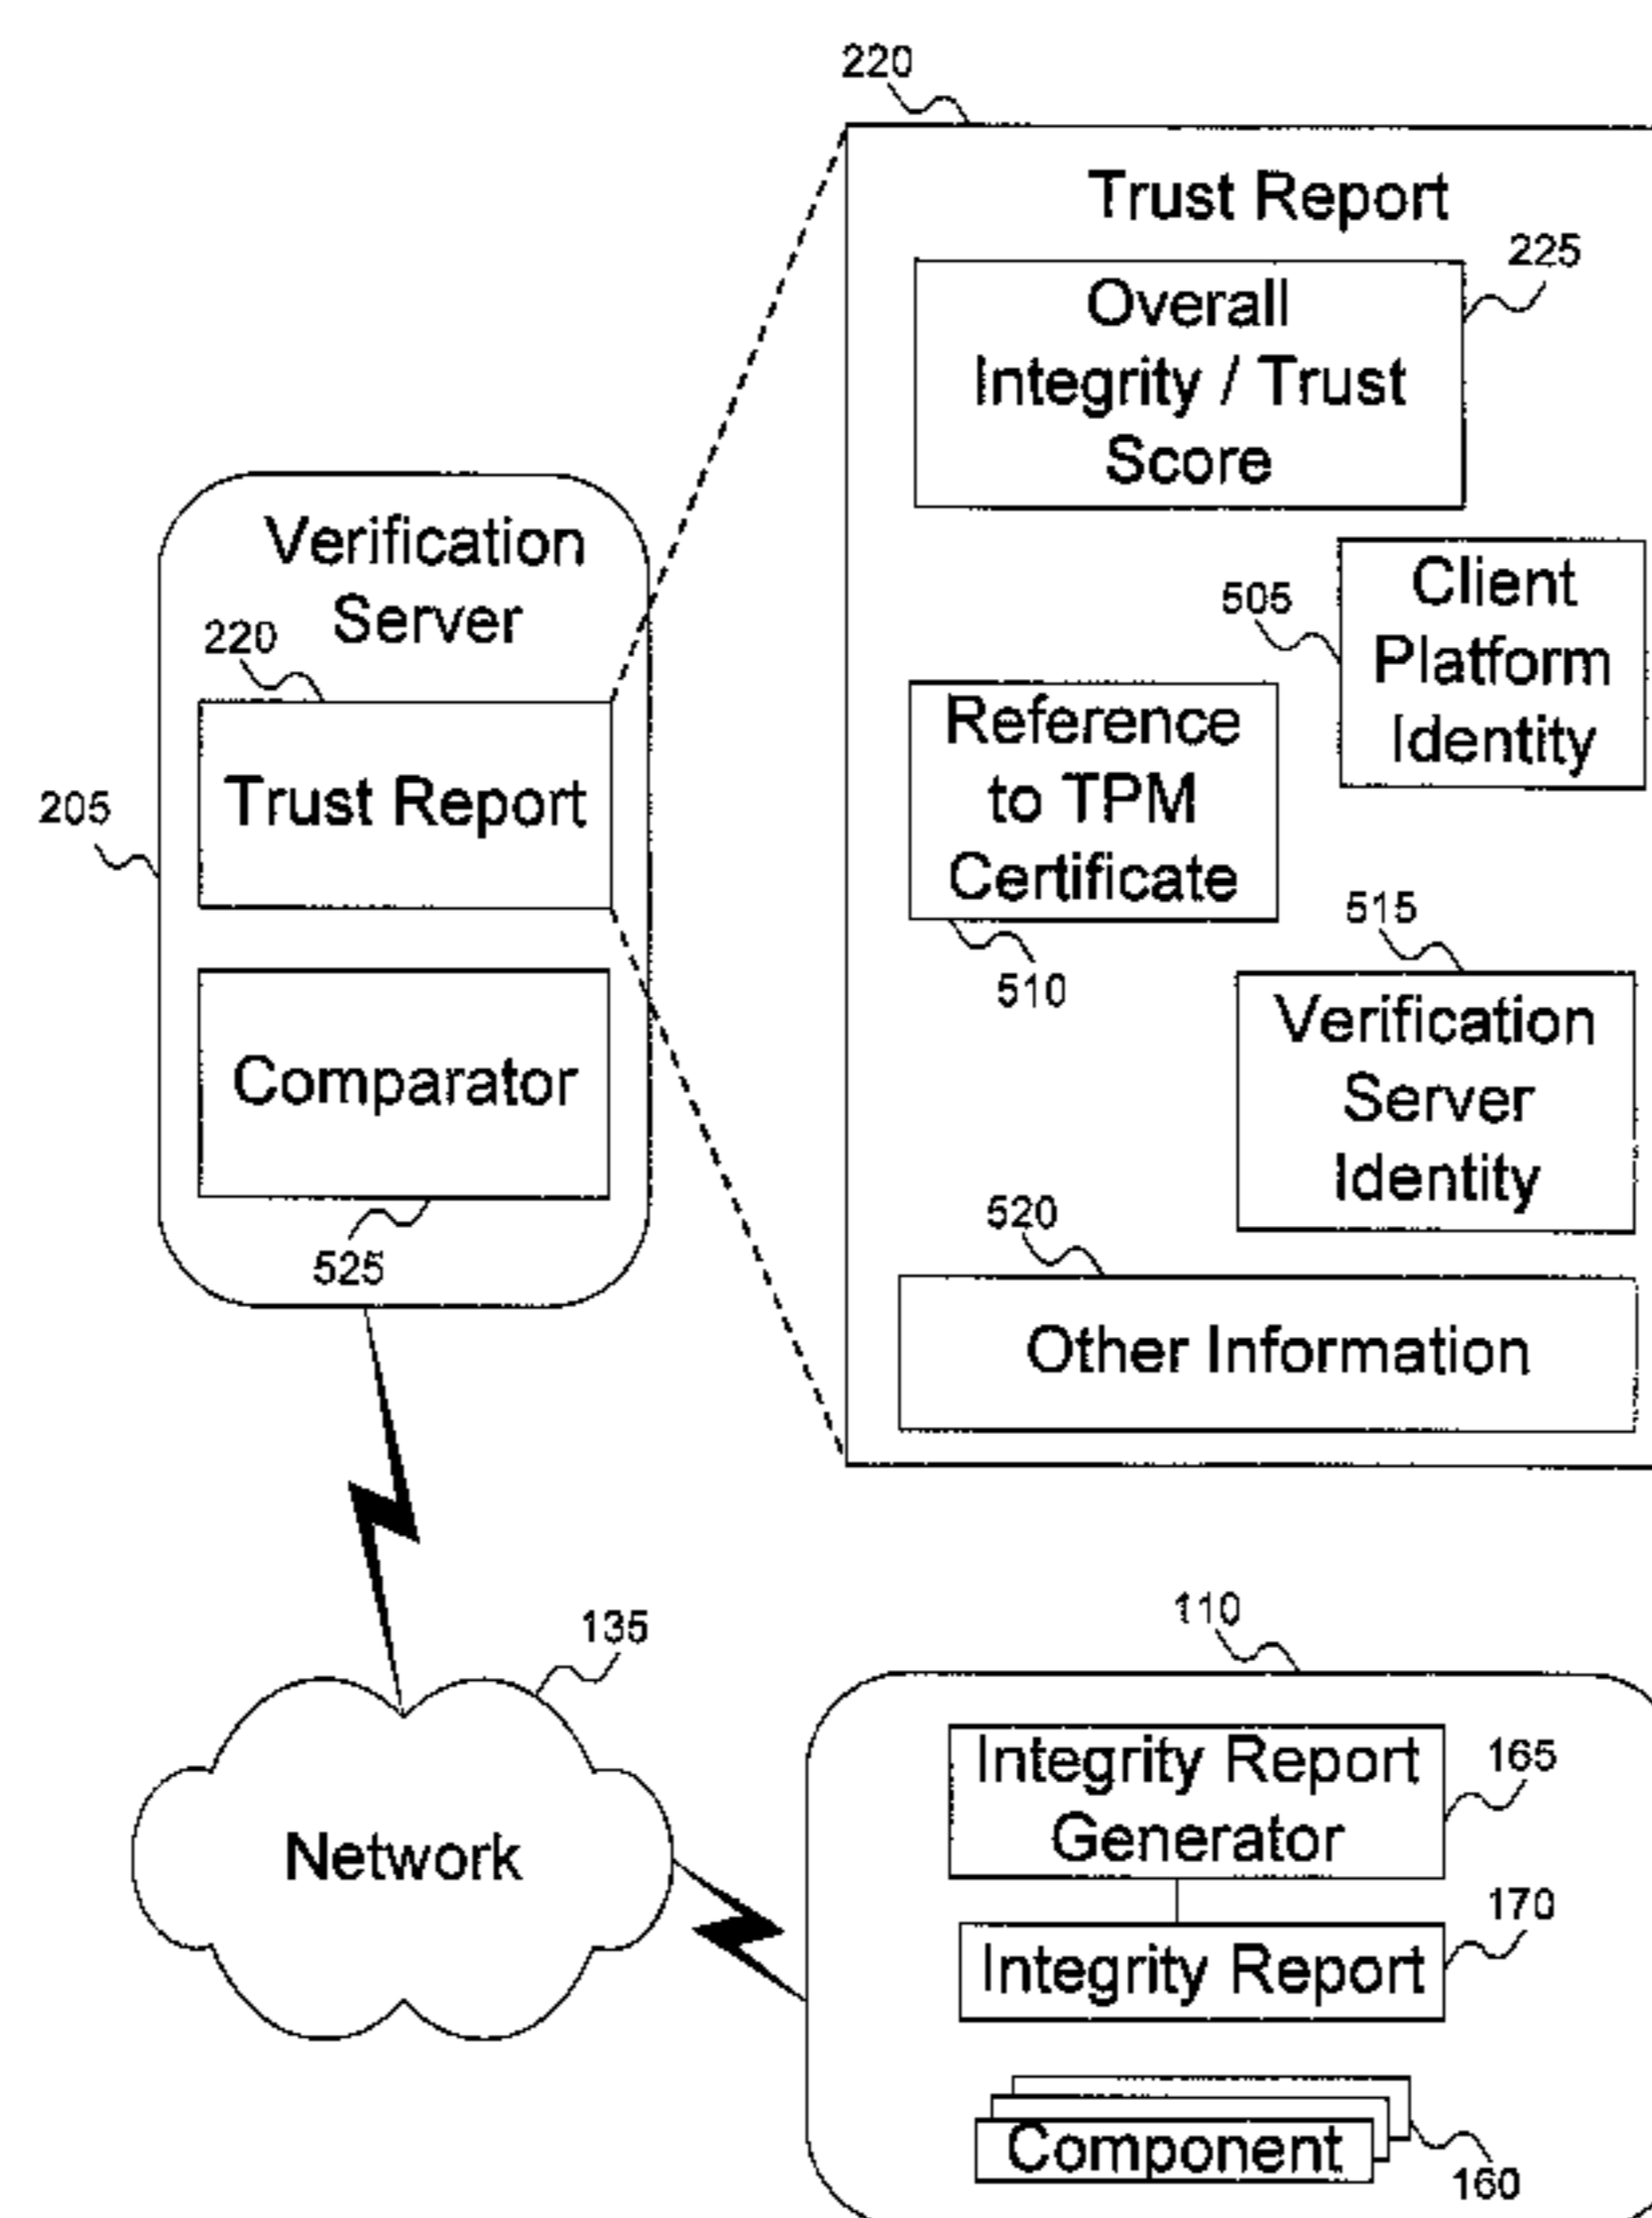 220
Trust Report
225
Overall
Integrity / Trust
Score
Verification
Server
220
Trust Report
205
Comparator
525
505
Client
Platform
Identity
Reference
to TPM
Certificate
510
515
Verification
Server
Identity
520
Other Information
135
Network
110
Integrity Report
Generator
165
Integrity Report
170
Component
160